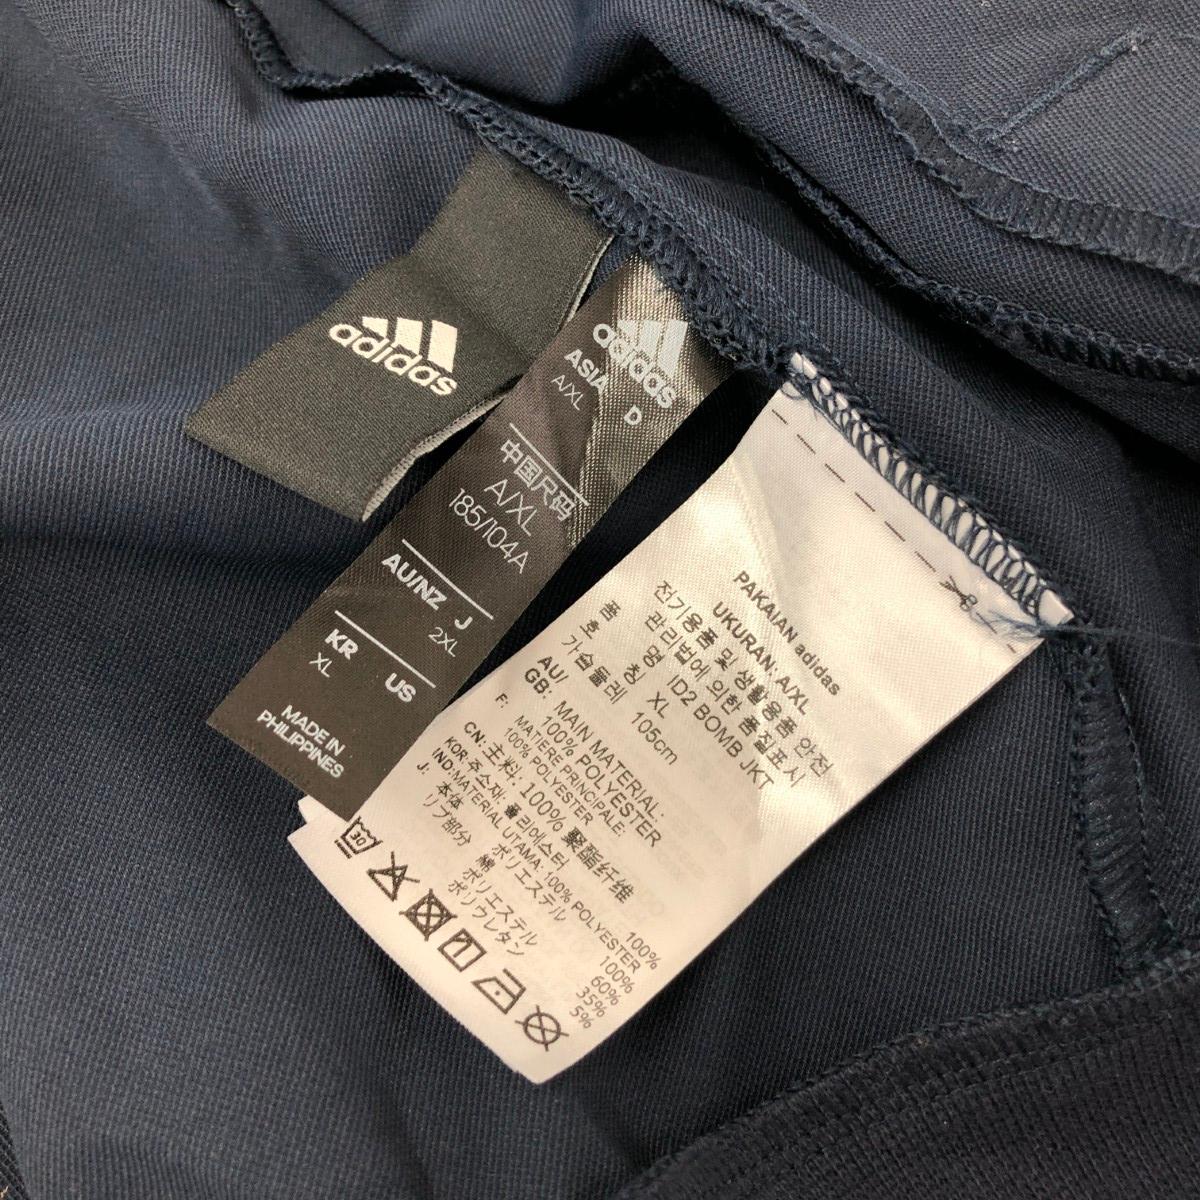 adidas
adidas
ASIA D
A/XL
中国尺码
A/XL
185/104A
AU/NZ J
2XL
KR US
XL
MADE IN
PHILIPPINES
PAKAIAN adidas
UKURAN: A/XL
전기용품 및 생활용품 안전
관리법에 의한 품질표시
품 명 ID2 BOMB JKT
호 칭 XL
가슴둘레 105cm
AU/
GB: MAIN MATERIAL:
100% POLYESTER
F: MATIÈRE PRINCIPALE:
100% POLYESTER
CN: 主料: 100% 聚酯纤维
KOR: 주소재: 폴리에스터 100%
IND: MATERIAL UTAMA: 100% POLYESTER
J: 本体 ポリエステル 100%
リブ部分 綿 60%
ポリエステル 35%
ポリウレタン 5%
30